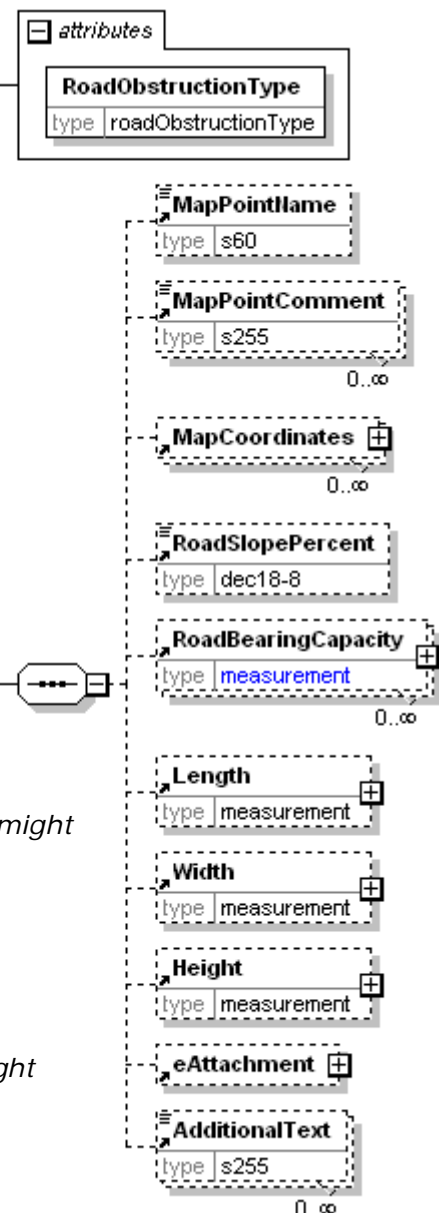 attributes
RoadObstructionType
type roadObstructionType
MapPointName
type s60
MapPointComment
type s255
0..∞
MapCoordinates
0..∞
RoadSlopePercent
type dec18-8
RoadBearingCapacity
type measurement
0..∞
Length
type measurement
might
Width
type measurement
Height
type measurement
ght
eAttachment
AdditionalText
type s255
0..∞